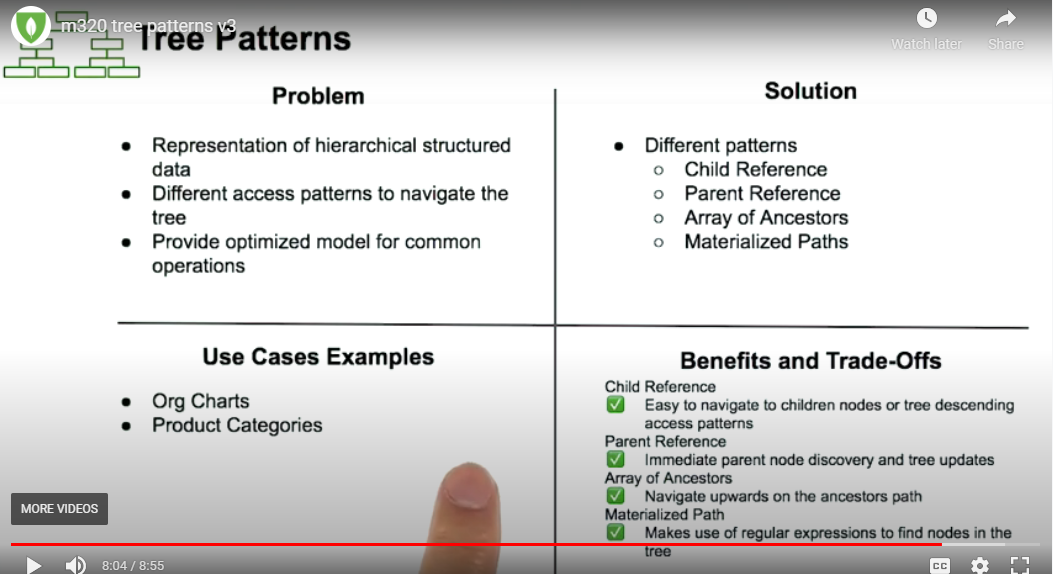 m320 tree patterns v3
Tree Patterns
Watch later
Share
Problem
Representation of hierarchical structured
data
Different access patterns to navigate the
tree
Provide optimized model for common
operations
Solution
Different patterns
Child Reference
Parent Reference
Array of Ancestors
Materialized Paths
Use Cases Examples
Org Charts
Product Categories
Benefits and Trade-Offs
Child Reference
Easy to navigate to children nodes or tree descending
access patterns
Parent Reference
Immediate parent node discovery and tree updates
Array of Ancestors
Navigate upwards on the ancestors path
Materialized Path
Makes use of regular expressions to find nodes in the
tree
MORE VIDEOS
8:04 / 8:55
CC